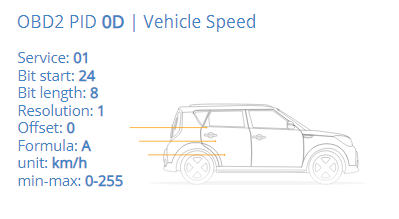 OBD2 PID 0D | Vehicle Speed
Service: 01
Bit start: 24
Bit length: 8
Resolution: 1
Offset: 0
Formula: A
unit: km/h
min-max: 0-255